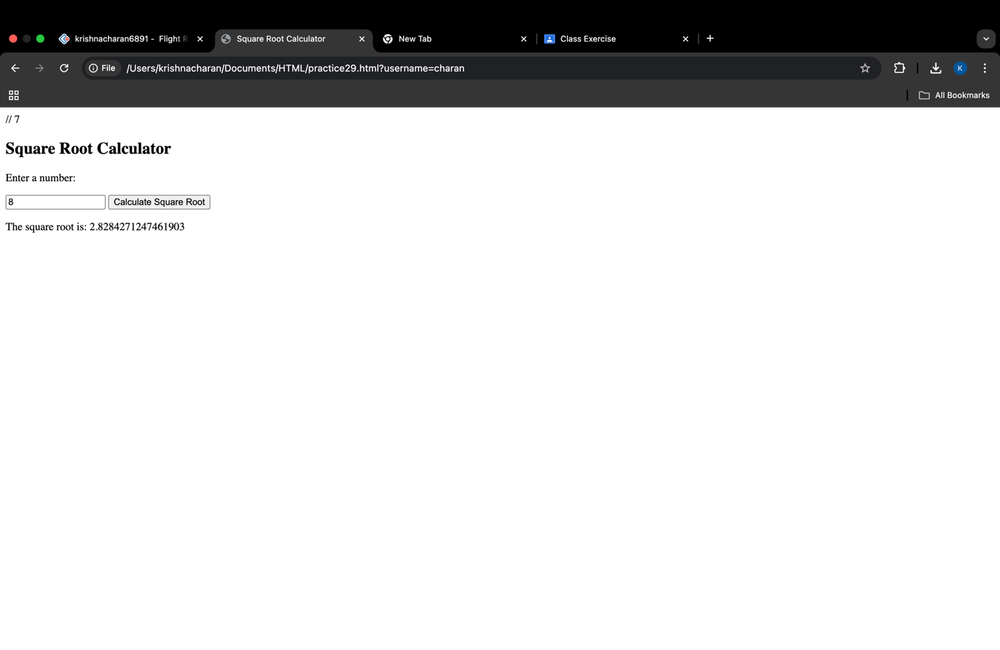 krishnacharan6891 - Flight R
Square Root Calculator
New Tab
Class Exercise
File /Users/krishnacharan/Documents/HTML/practice29.html?username=charan
K
All Bookmarks
// 7
Square Root Calculator
Enter a number:
8 Calculate Square Root
The square root is: 2.8284271247461903